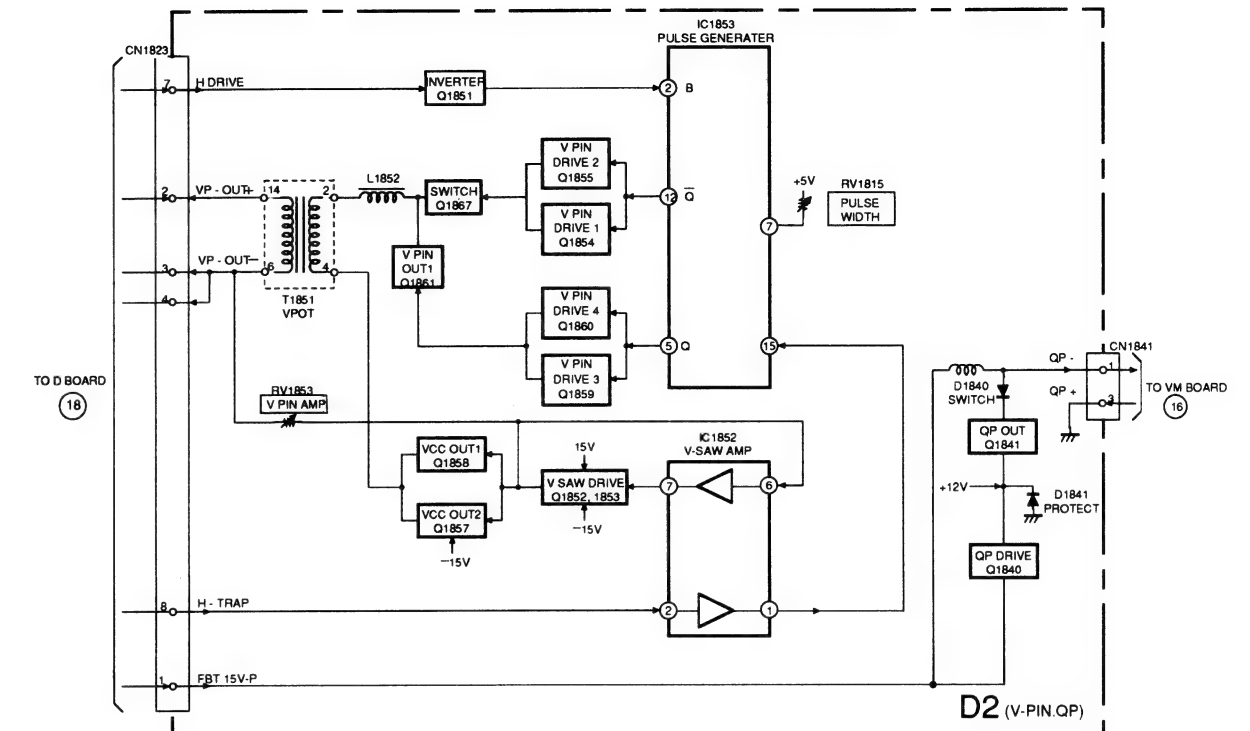 IC1853
PULSE GENERATER
CN1823
7
H DRIVE
INVERTER
Q1851
2
B
V PIN
DRIVE 2
Q1855
V PIN
DRIVE 1
Q1854
L1852
SWITCH
Q1867
12
Q
+5V
RV1815
PULSE
WIDTH
7
2
VP - OUT+
14
2
3
VP - OUT−
6
4
4
T1851
VPOT
V PIN
OUT1
Q1861
V PIN
DRIVE 4
Q1860
V PIN
DRIVE 3
Q1859
5
Q
15
TO D BOARD
18
RV1853
V PIN AMP
CN1841
QP -
1
QP +
3
TO VM BOARD
16
D1840
SWITCH
QP OUT
Q1841
+12V
D1841
PROTECT
QP DRIVE
Q1840
IC1852
V-SAW AMP
VCC OUT1
Q1858
VCC OUT2
Q1857
−15V
15V
V SAW DRIVE
Q1852, 1853
−15V
7
6
8
H - TRAP
2
1
1
FBT 15V-P
D2 (V-PIN.QP)